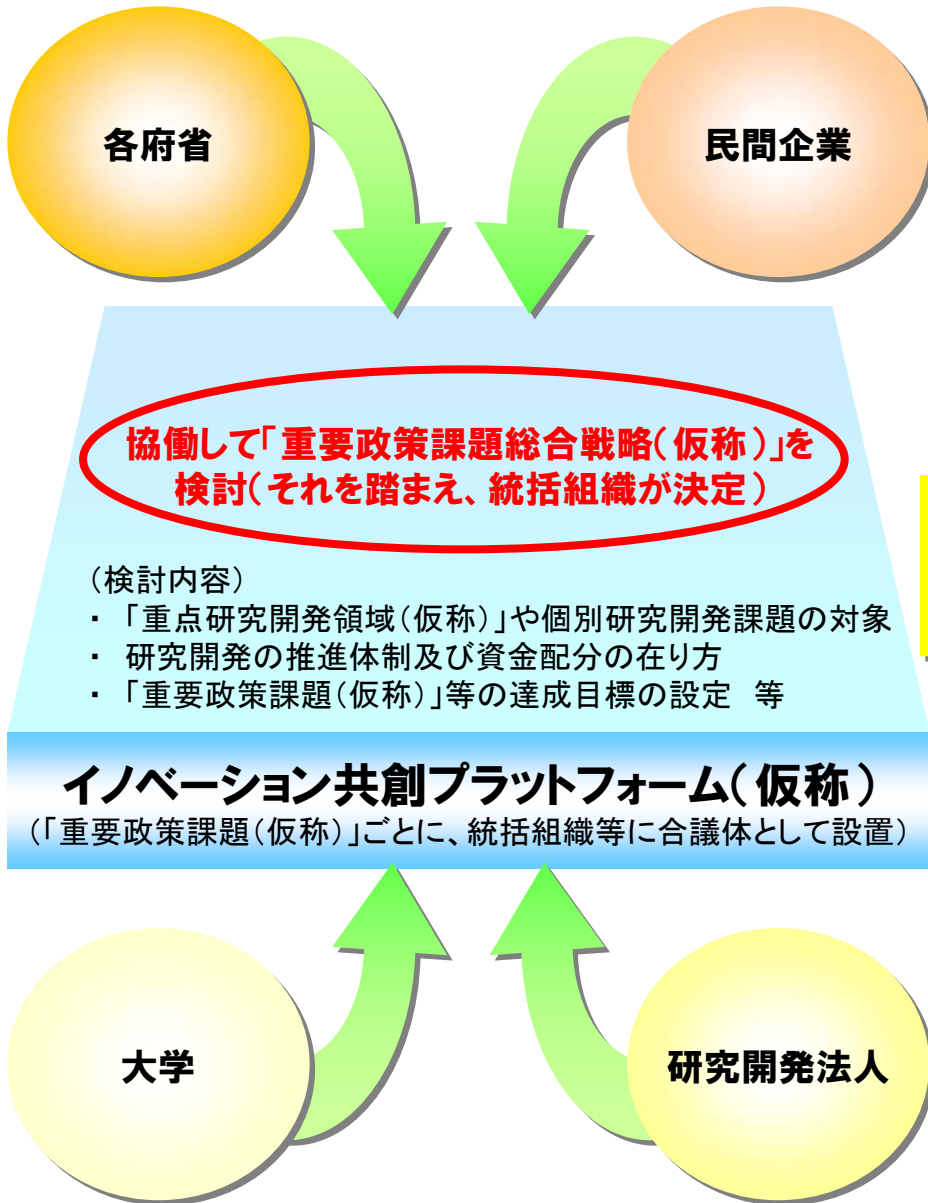 各府省
民間企業
協働して「重要政策課題総合戦略(仮称)」を
検討(それを踏まえ、統括組織が決定)
(検討内容)
・ 「重点研究開発領域(仮称)」や個別研究開発課題の対象
・ 研究開発の推進体制及び資金配分の在り方
・ 「重要政策課題(仮称)」等の達成目標の設定 等
イノベーション共創プラットフォーム(仮称)
(「重要政策課題(仮称)」ごとに、統括組織等に合議体として設置)
大学
研究開発法人